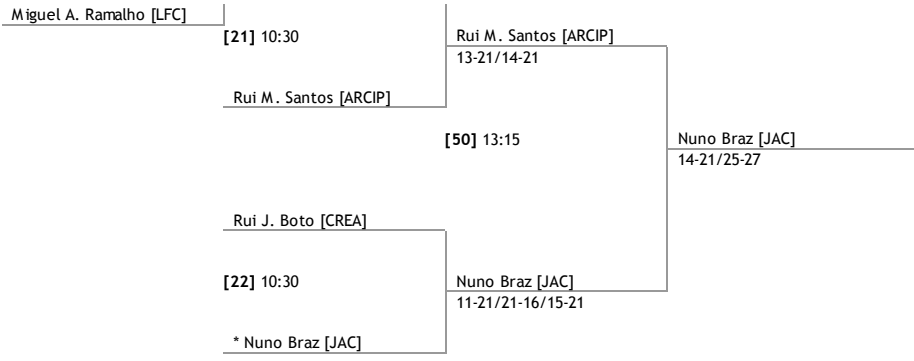 Miguel A. Ramalho [LFC]
[21] 10:30
Rui M. Santos [ARCIP]
13-21/14-21
Rui M. Santos [ARCIP]
[50] 13:15
Nuno Braz [JAC]
14-21/25-27
Rui J. Boto [CREA]
[22] 10:30
Nuno Braz [JAC]
11-21/21-16/15-21
* Nuno Braz [JAC]